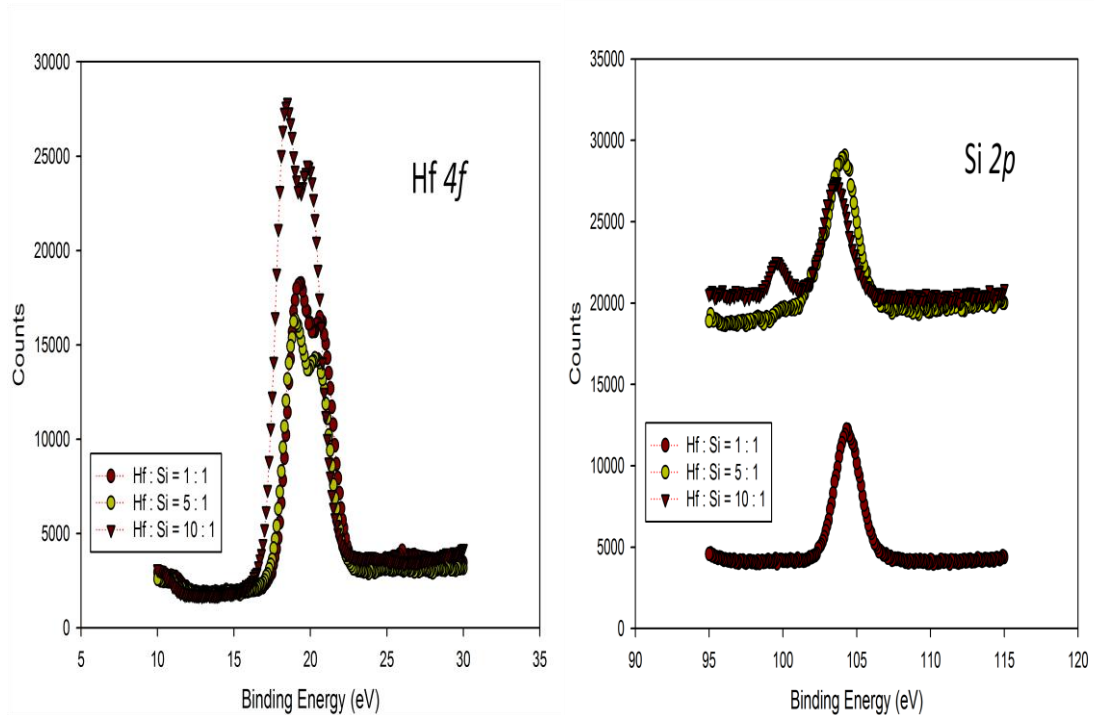 30000
25000
20000
15000
10000
5000
0
5
10
15
20
25
30
35
Counts
Binding Energy (eV)
Hf 4f
Hf : Si = 1 : 1
Hf : Si = 5 : 1
Hf : Si = 10 : 1
35000
30000
25000
20000
15000
10000
5000
0
90
95
100
105
110
115
120
Counts
Binding Energy (eV)
Si 2p
Hf : Si = 1 : 1
Hf : Si = 5 : 1
Hf : Si = 10 : 1